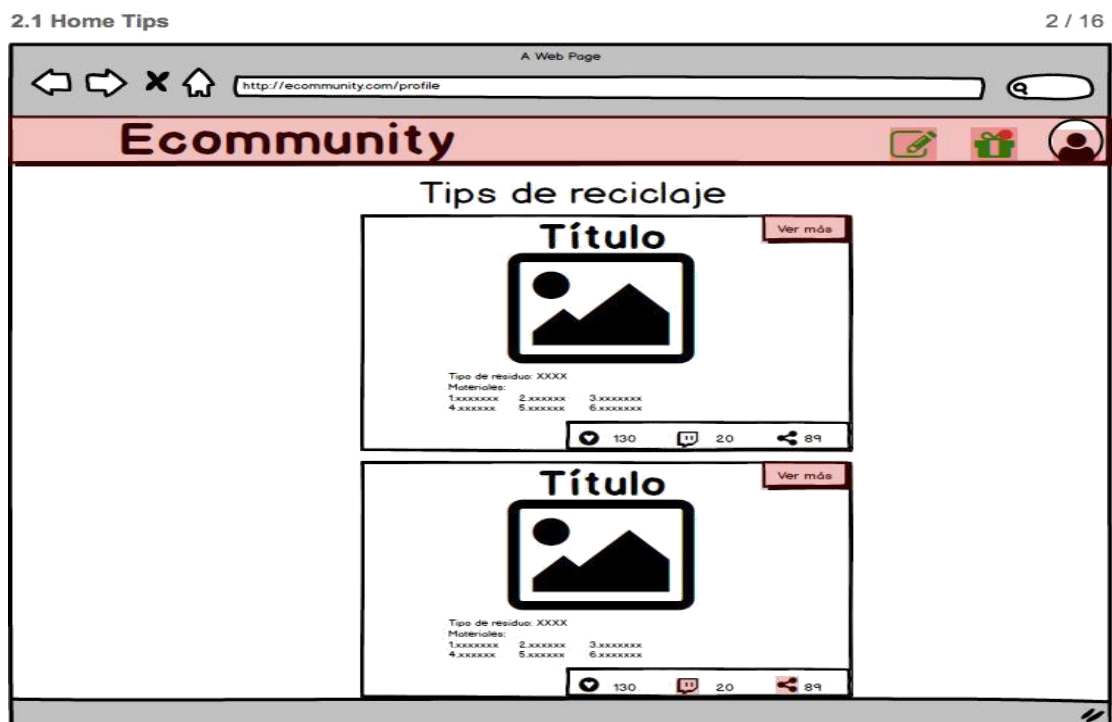 2.1 Home Tips 2 / 16
A Web Page
http://ecommunity.com/profile
Ecommunity
Tips de reciclaje
Título Ver más
Tipo de residuo: XXXX
Materiales:
1.xxxxxxx 2.xxxxxx 3.xxxxxxx
4.xxxxxx 5.xxxxxx 6.xxxxxxx
130 20 89
Título Ver más
Tipo de residuo: XXXX
Materiales:
1.xxxxxxx 2.xxxxxx 3.xxxxxxx
4.xxxxxx 5.xxxxxx 6.xxxxxxx
130 20 89